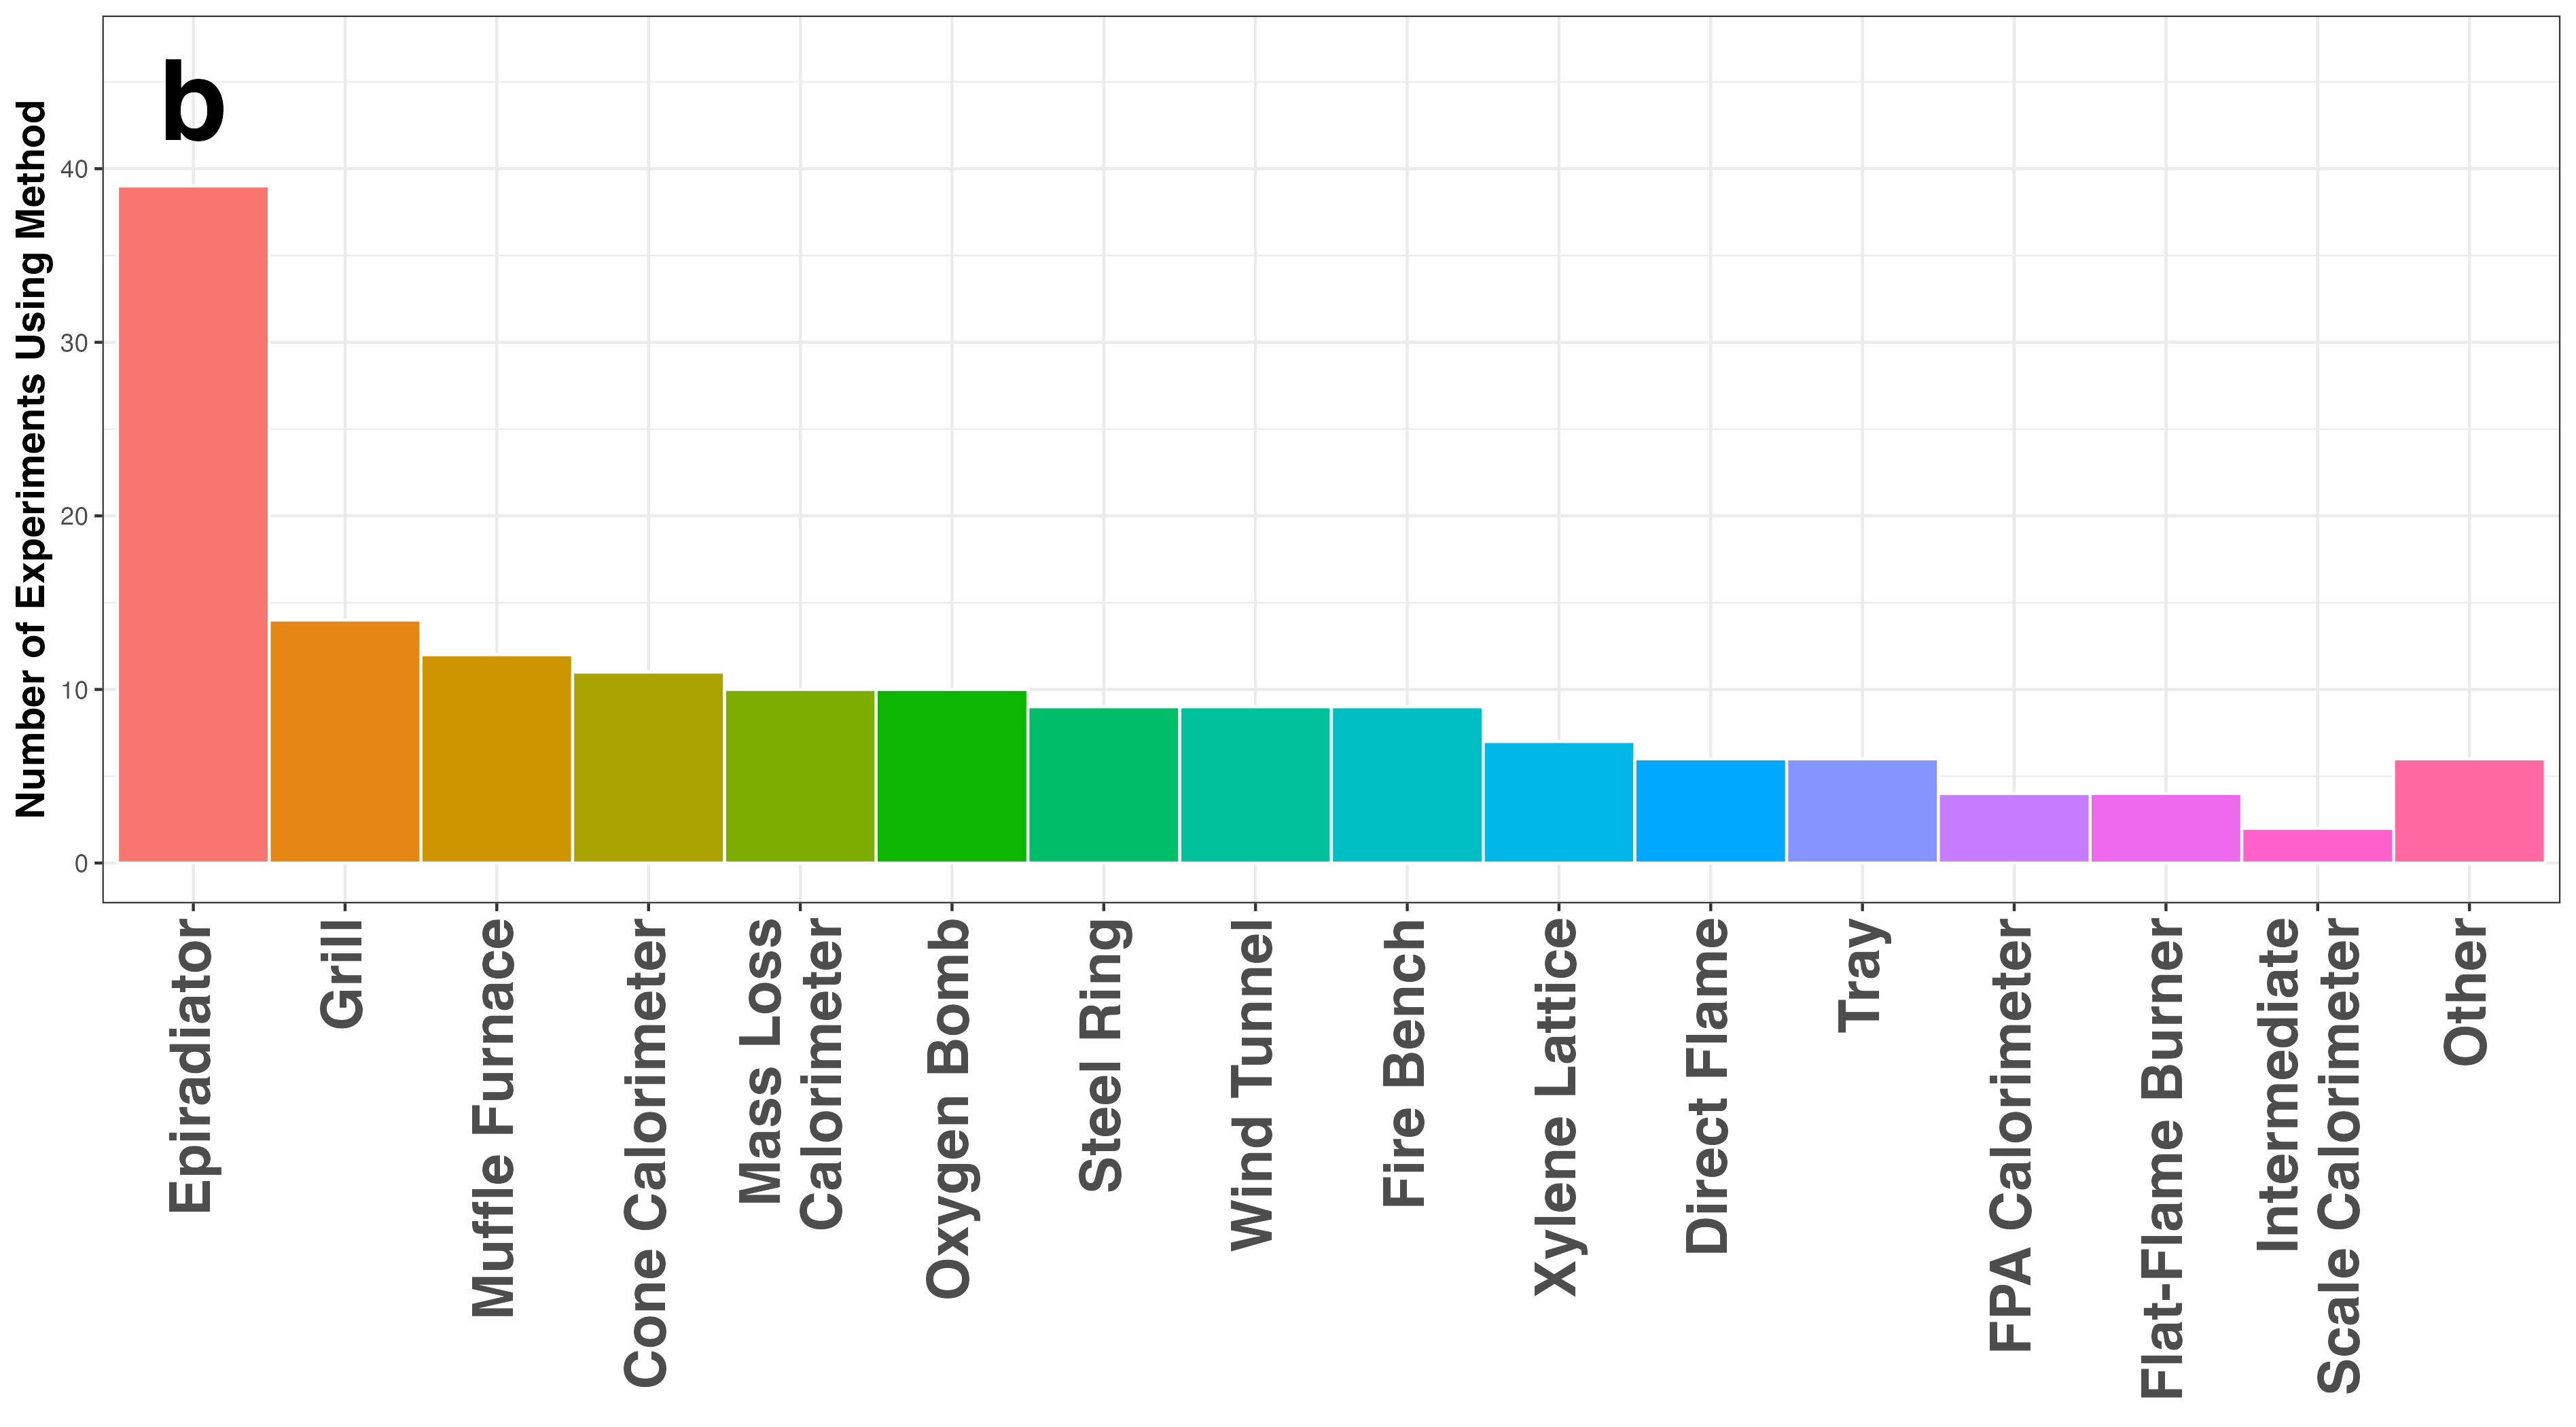 b
Number of Experiments Using Method
40
30
20
10
0
Epiradiator
Grill
Muffle Furnace
Cone Calorimeter
Mass Loss
Calorimeter
Oxygen Bomb
Steel Ring
Wind Tunnel
Fire Bench
Xylene Lattice
Direct Flame
Tray
FPA Calorimeter
Flat-Flame Burner
Intermediate
Scale Calorimeter
Other